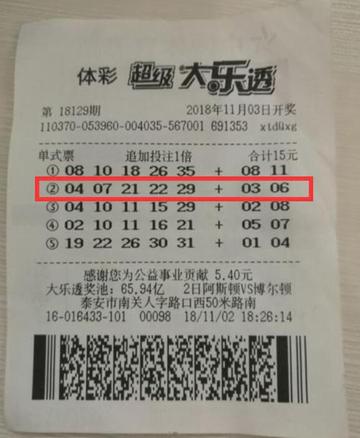 体彩 超级大乐透
第 18129期 2018年11月03日开奖
110370-053960-004035-567001 691353 xtdüxg
单式票 追加投注1倍 合计15元
① 08 10 18 26 35 + 08 11
② 04 07 21 22 29 + 03 06
③ 04 10 11 15 29 + 02 08
④ 02 10 11 16 21 + 05 07
⑤ 19 22 26 30 31 + 01 04
感谢您为公益事业贡献 5.40元
大乐透奖池: 65.94亿 2日阿斯顿VS博尔顿
泰安市南关人字路口西50米路南
16-016433-101 00098 18/11/02 18:26:14